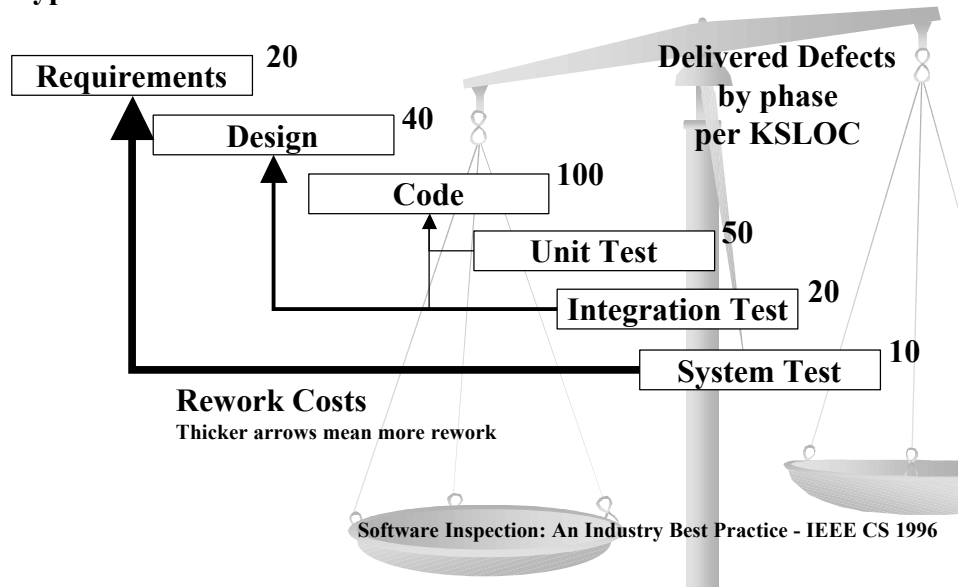 20
Requirements
Delivered Defects
by phase
per KSLOC
40
Design
100
Code
50
Unit Test
20
Integration Test
10
System Test
Rework Costs
Thicker arrows mean more rework
Software Inspection: An Industry Best Practice - IEEE CS 1996